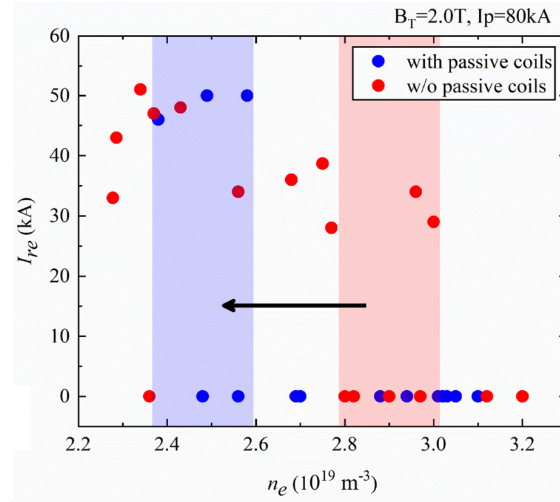 B_T=2.0T, Ip=80kA
with passive coils
w/o passive coils
I_re (kA)
60
50
40
30
20
10
0
2.2 2.4 2.6 2.8 3.0 3.2
n_e (10^19 m^-3)